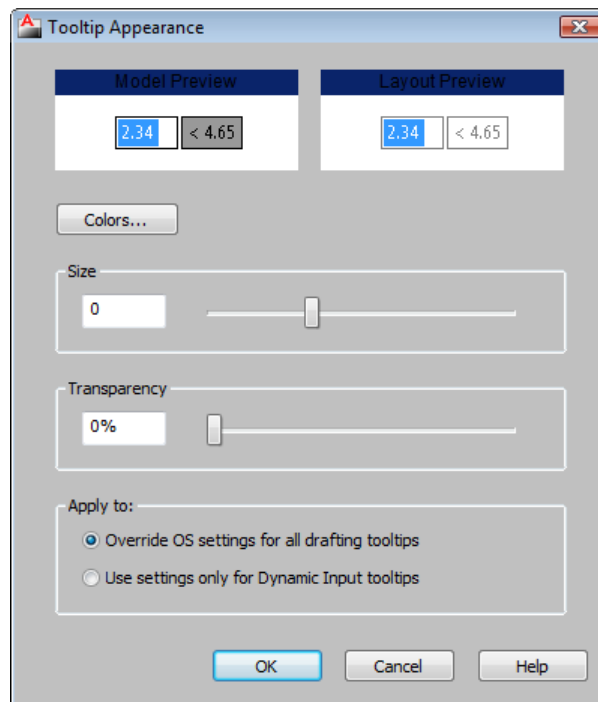 Tooltip Appearance
Model Preview
Layout Preview
2.34 < 4.65
2.34 < 4.65
Colors...
Size
0
Transparency
0%
Apply to:
Override OS settings for all drafting tooltips
Use settings only for Dynamic Input tooltips
OK
Cancel
Help